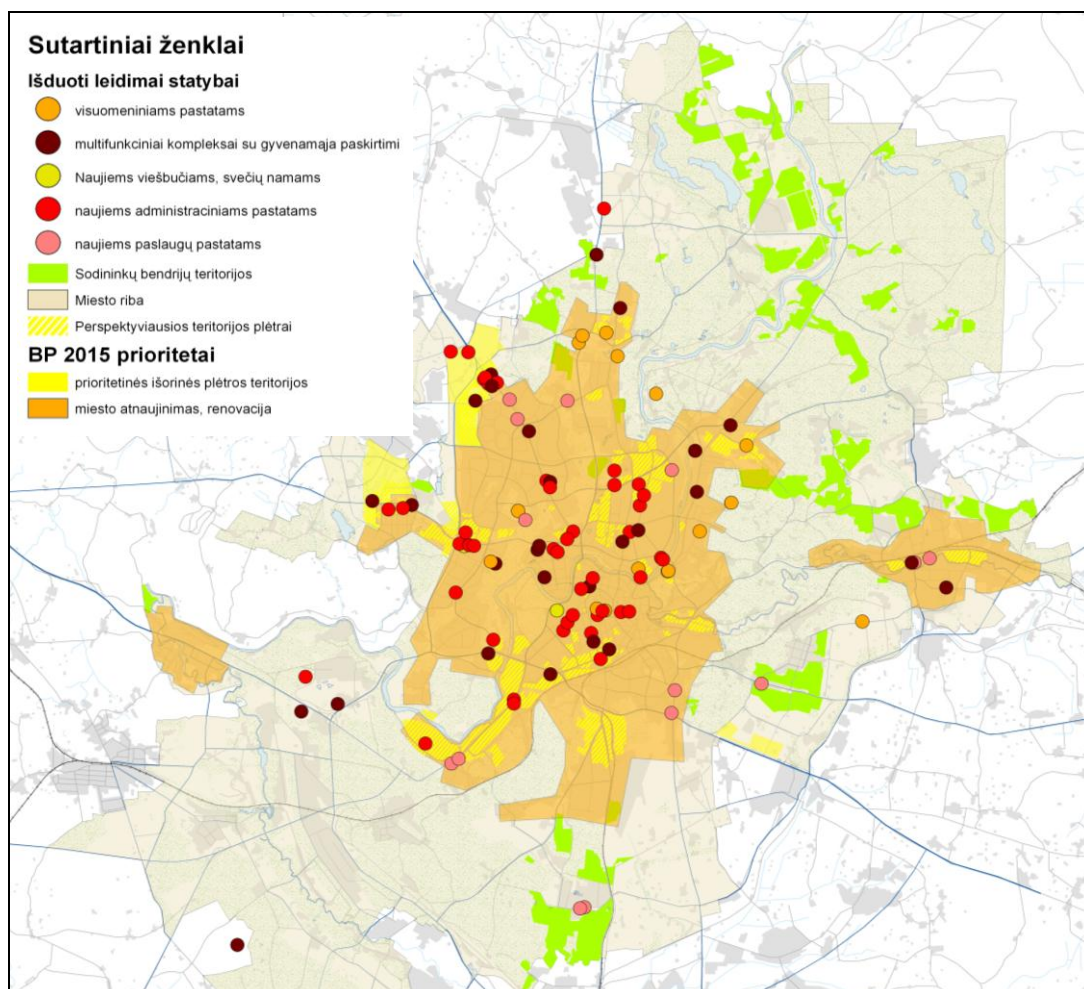 Sutartiniai ženklai
Išduoti leidimai statybai
visuomeniniams pastatams
multifunkciniai kompleksai su gyvenamąja paskirtimi
Naujiems viešbučiams, svečių namams
naujiems administraciniams pastatams
naujiems paslaugų pastatams
Sodininkų bendrijų teritorijos
Miesto riba
Perspektyviausios teritorijos plėtrai
BP 2015 prioritetai
prioritetinės išorinės plėtros teritorijos
miesto atnaujinimas, renovacija